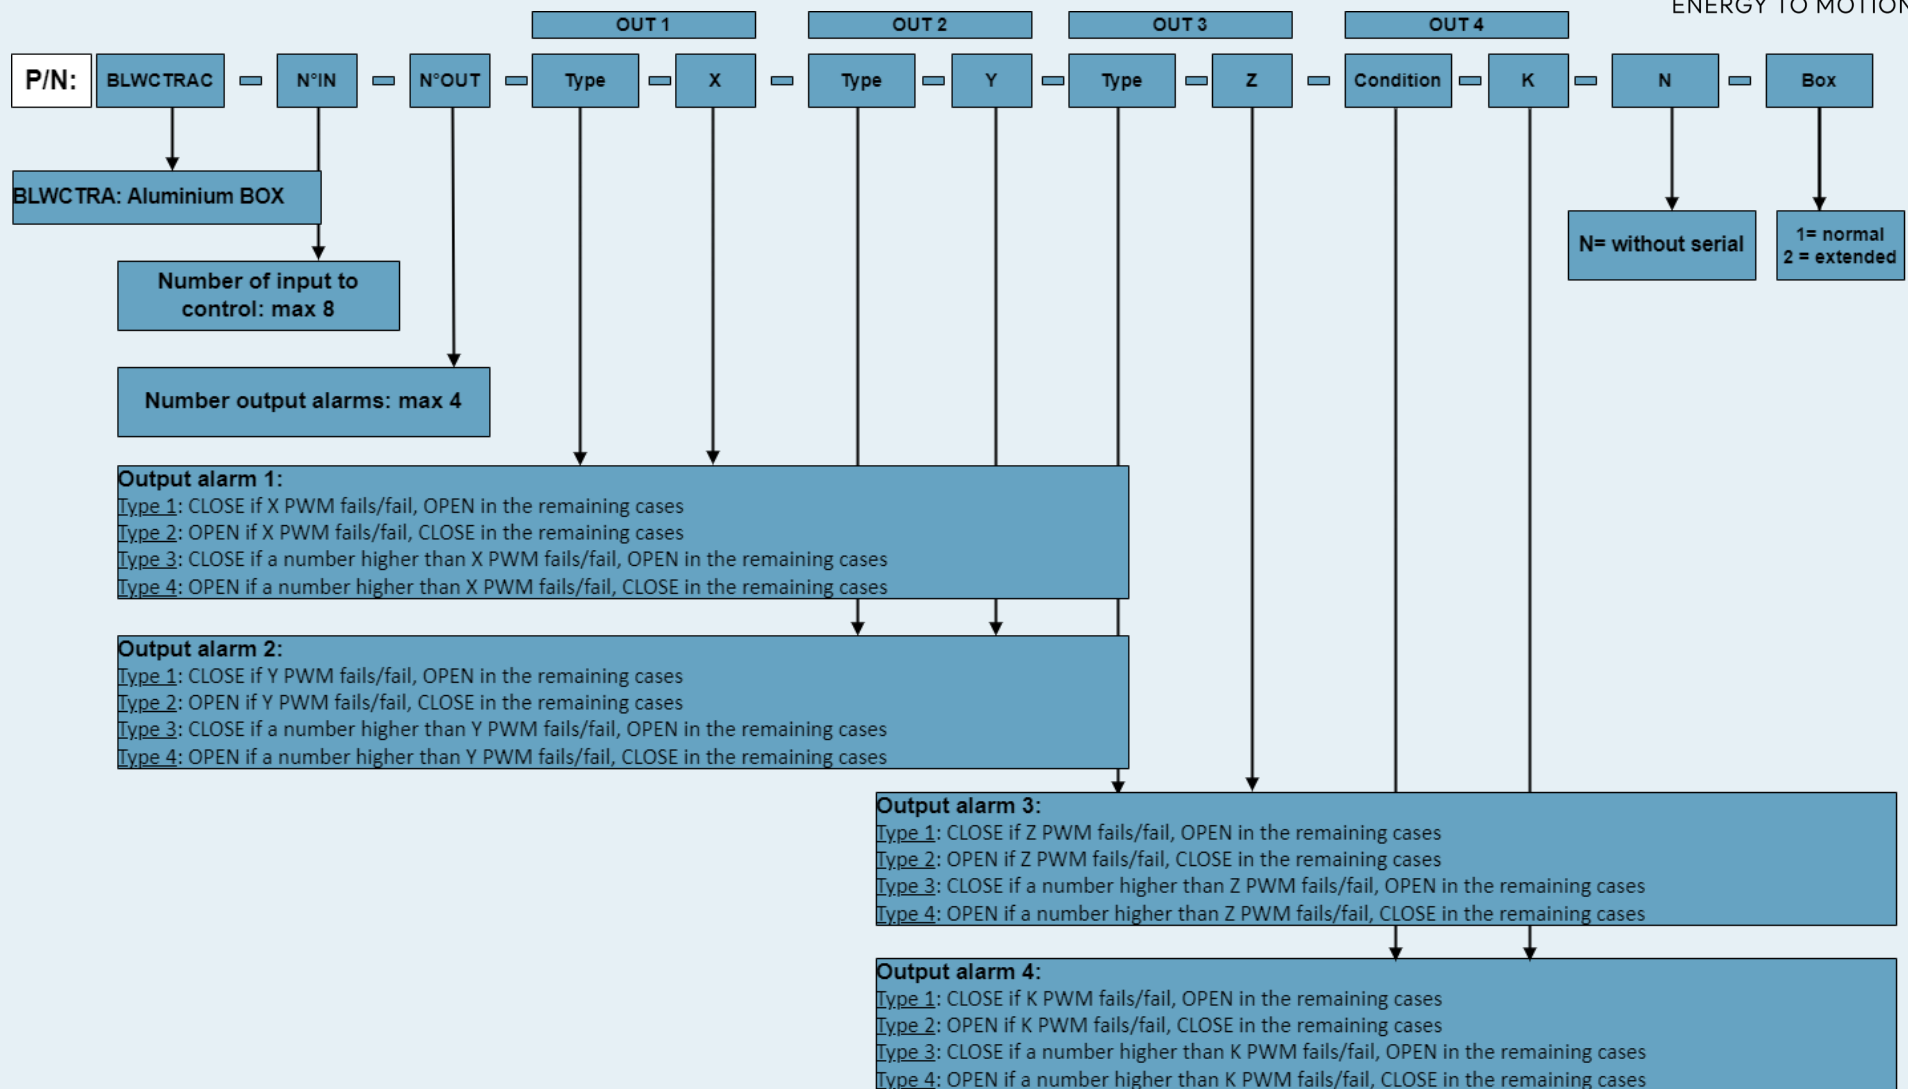 ENERGY TO MOTION
OUT 1 OUT 2 OUT 3 OUT 4
P/N: BLWCTRAC N°IN N°OUT Type X Type Y Type Z Condition K N Box
BLWCTRA: Aluminium BOX
Number of input to
control: max 8
Number output alarms: max 4
N= without serial
1= normal
2 = extended
Output alarm 1:
Type 1: CLOSE if X PWM fails/fail, OPEN in the remaining cases
Type 2: OPEN if X PWM fails/fail, CLOSE in the remaining cases
Type 3: CLOSE if a number higher than X PWM fails/fail, OPEN in the remaining cases
Type 4: OPEN if a number higher than X PWM fails/fail, CLOSE in the remaining cases
Output alarm 2:
Type 1: CLOSE if Y PWM fails/fail, OPEN in the remaining cases
Type 2: OPEN if Y PWM fails/fail, CLOSE in the remaining cases
Type 3: CLOSE if a number higher than Y PWM fails/fail, OPEN in the remaining cases
Type 4: OPEN if a number higher than Y PWM fails/fail, CLOSE in the remaining cases
Output alarm 3:
Type 1: CLOSE if Z PWM fails/fail, OPEN in the remaining cases
Type 2: OPEN if Z PWM fails/fail, CLOSE in the remaining cases
Type 3: CLOSE if a number higher than Z PWM fails/fail, OPEN in the remaining cases
Type 4: OPEN if a number higher than Z PWM fails/fail, CLOSE in the remaining cases
Output alarm 4:
Type 1: CLOSE if K PWM fails/fail, OPEN in the remaining cases
Type 2: OPEN if K PWM fails/fail, CLOSE in the remaining cases
Type 3: CLOSE if a number higher than K PWM fails/fail, OPEN in the remaining cases
Type 4: OPEN if a number higher than K PWM fails/fail, CLOSE in the remaining cases